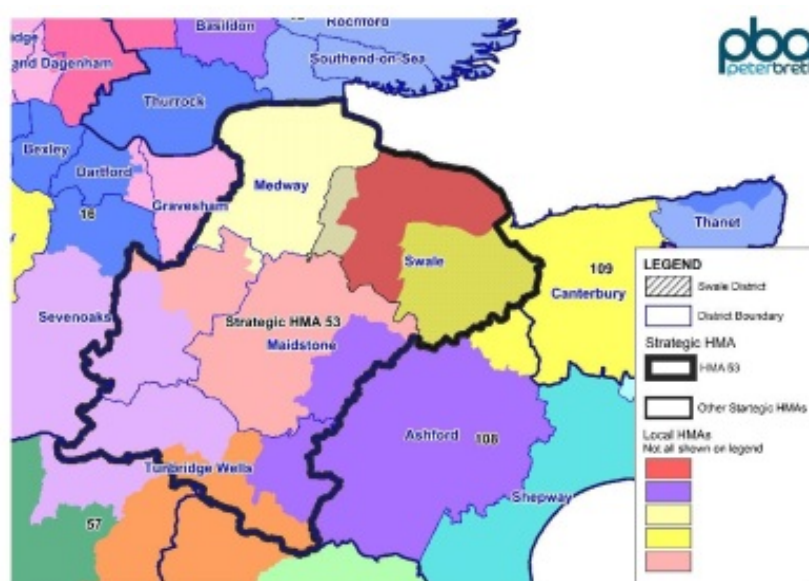 Basildon
Rochford
and Dagenham
Southend-on-Sea
pba
peterbrett
Thurrock
Bexley
Dartford
Medway
Gravesham
16
Thanet
Swale
109
Canterbury
Sevenoaks
Strategic HMA 53
Maidstone
Ashford
108
Tunbridge Wells
Shepway
57
LEGEND
Swale District
District Boundary
Strategic HMA
HMA 53
Other Startegic HMAs
Local HMAs
Not all shown on legend